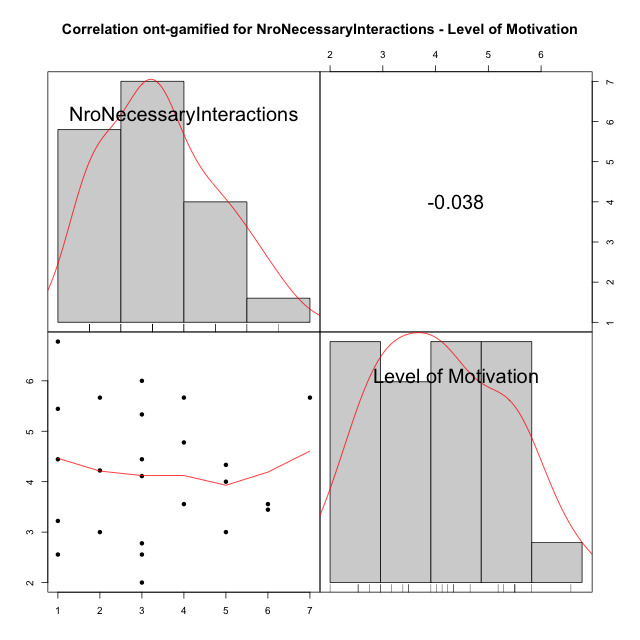 Correlation ont-gamified for NroNecessaryInteractions - Level of Motivation
2 3 4 5 6
NroNecessaryInteractions
-0.038
7
6
5
4
3
2
1
Level of Motivation
6
5
4
3
2
1 2 3 4 5 6 7